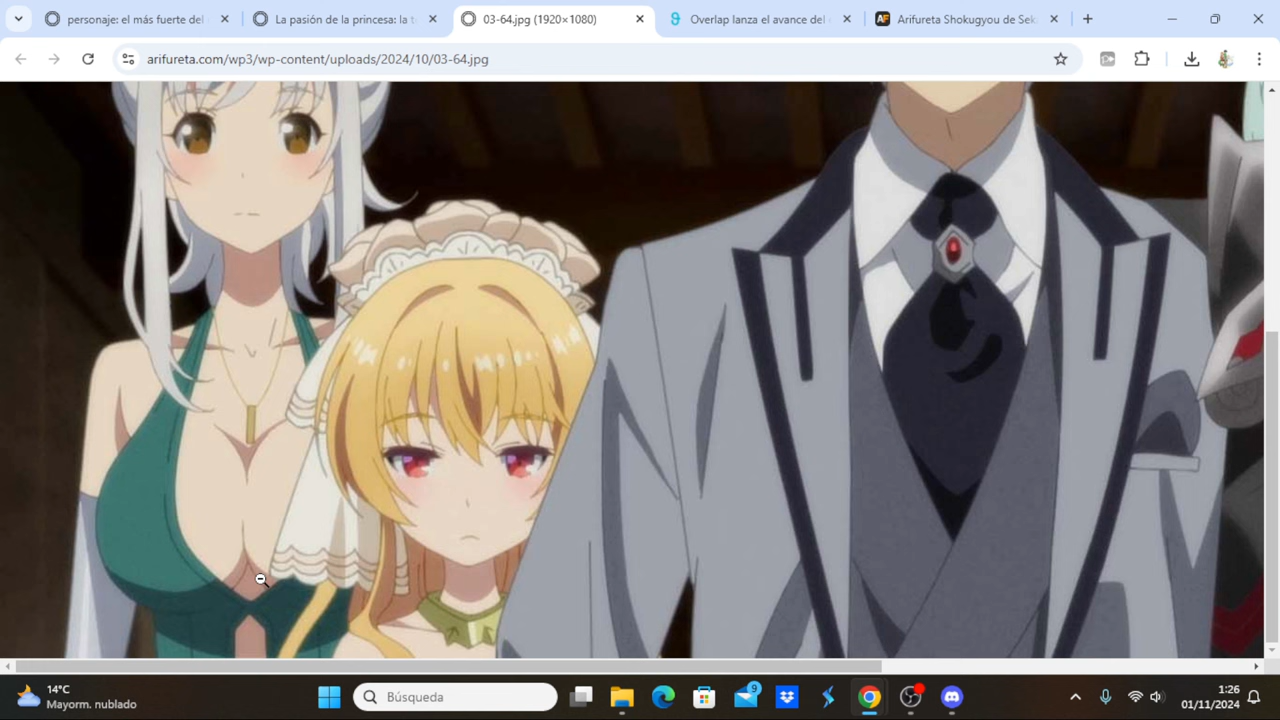 personaje: el más fuerte del
La pasión de la princesa: la t
03-64.jpg (1920×1080)
Overlap lanza el avance del
Arifureta Shokugyou de Sek
arifureta.com/wp3/wp-content/uploads/2024/10/03-64.jpg
14°C
Mayorm. nublado
Búsqueda
9
1:26
01/11/2024